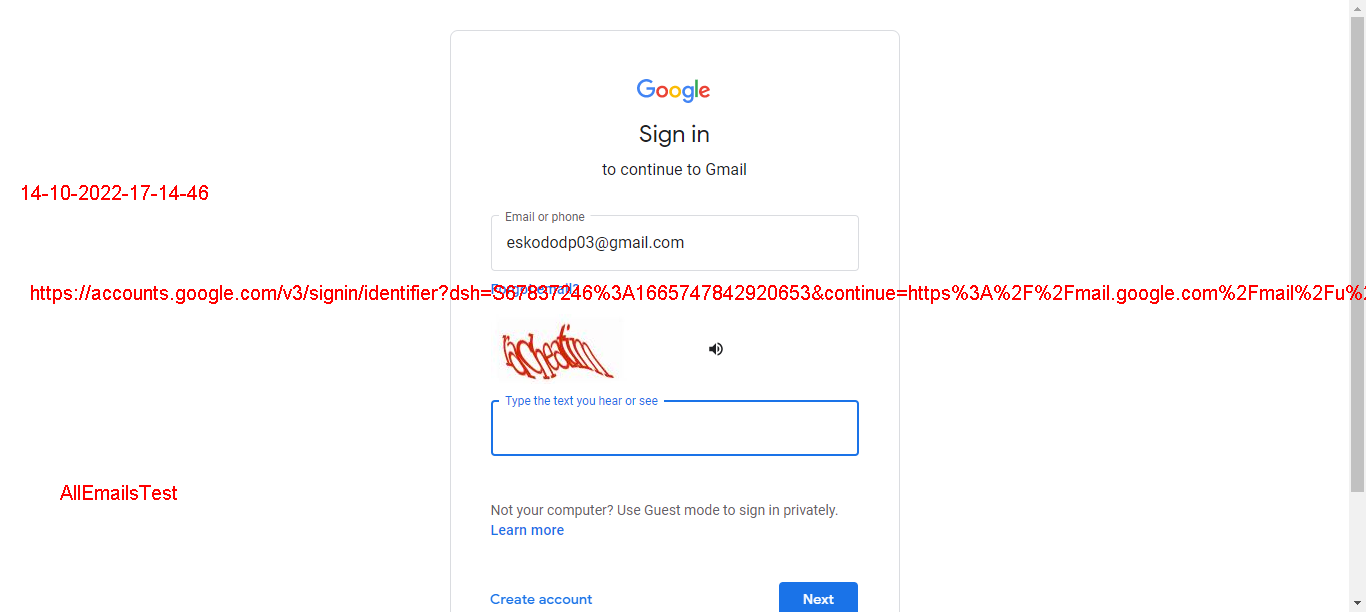 Google
Sign in
to continue to Gmail
14-10-2022-17-14-46
Email or phone
eskododp03@gmail.com
Forgot email?
https://accounts.google.com/v3/signin/identifier?dsh=S67837246%3A1665747842920653&continue=https%3A%2F%2Fmail.google.com%2Fmail%2Fu%2
Type the text you hear or see
AllEmailsTest
Not your computer? Use Guest mode to sign in privately.
Learn more
Create account
Next